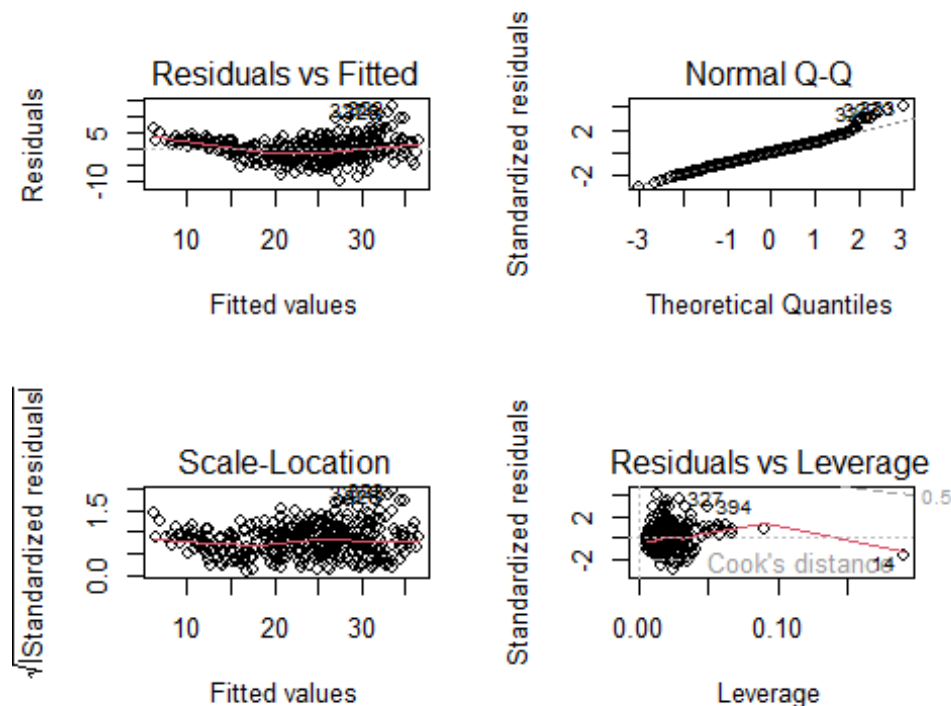 Residuals vs Fitted
Residuals
5
-10
10 20 30
Fitted values
Normal Q-Q
Standardized residuals
2
-2
-3 -1 0 1 2 3
Theoretical Quantiles
Scale-Location
√|Standardized residuals|
1.5
0.0
10 20 30
Fitted values
Residuals vs Leverage
Standardized residuals
2
-2
327
394
14
0.5
Cook's distance
0.00 0.10
Leverage